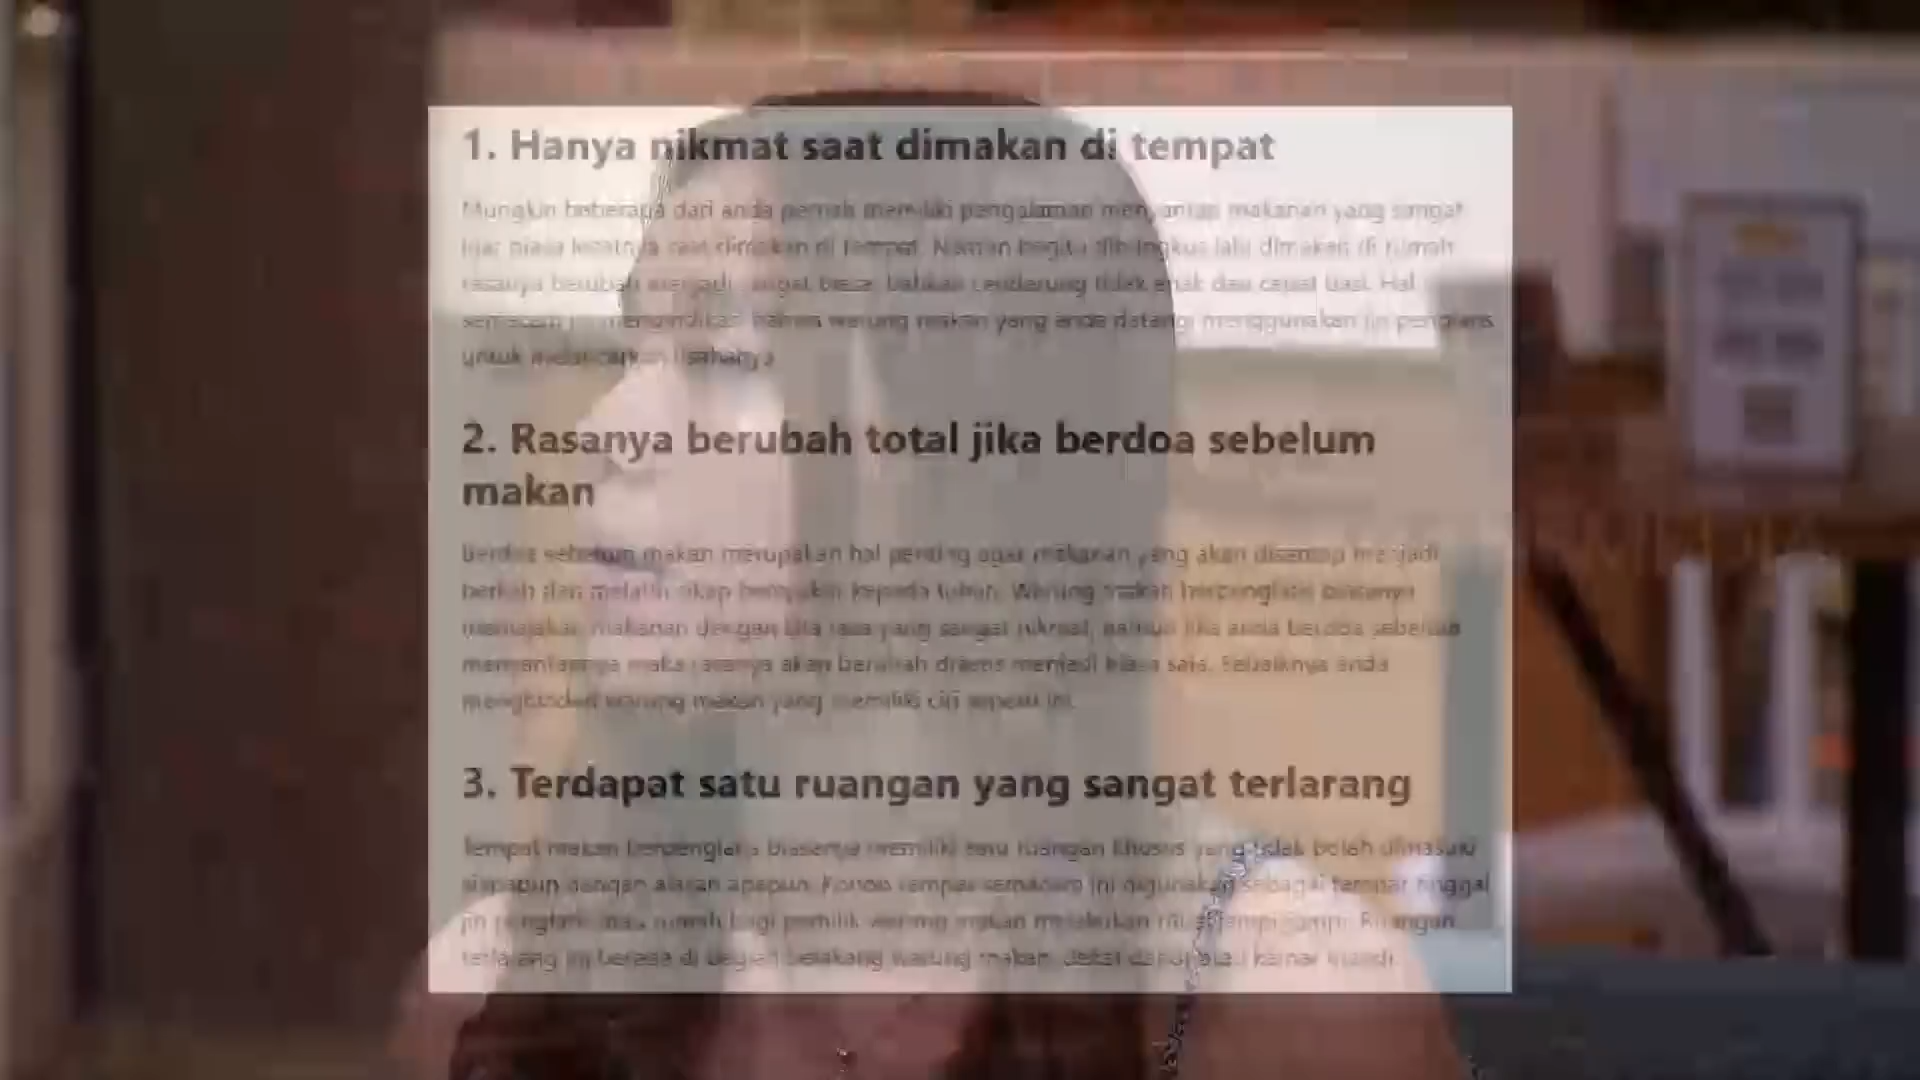 1. Hanya nikmat saat dimakan di tempat
Mungkin beberapa dari anda pernah memiliki pengalaman menyantap makanan yang sangat
luar biasa lezatnya saat dimakan di tempat. Namun begitu dibungkus lalu dimakan di rumah
rasanya berubah menjadi sangat biasa, bahkan cenderung tidak enak dan cepat basi. Hal
semacam ini mengindikasi bahwa warung makan yang anda datangi menggunakan jin penglaris
untuk melancarkan usahanya
2. Rasanya berubah total jika berdoa sebelum
makan
Berdoa sebelum makan merupakan hal penting agar makanan yang akan disantap menjadi
berkah dan melatih sikap kepada tuhan. Warung makan berpenglaris biasanya
makanan dengan cita rasa yang sangat nikmat, namun jika anda berdoa sebelum
menyantapnya maka rasanya akan berubah drastis menjadi biasa saja. Sebaiknya anda
menghindari warung makan yang memiliki ciri seperti ini.
3. Terdapat satu ruangan yang sangat terlarang
Tempat makan berpenglaris biasanya memiliki satu ruangan khusus yang tidak boleh dimasuki
siapapun dengan alasan apapun. Konon tempat semacam ini digunakan sebagai tempat tinggal
jin penglaris atau rumah bagi pemilik warung makan melakukan ritual Ruangan
terlarang ini berada di bagian belakang warung makan, dekat dapur atau kamar mandi.